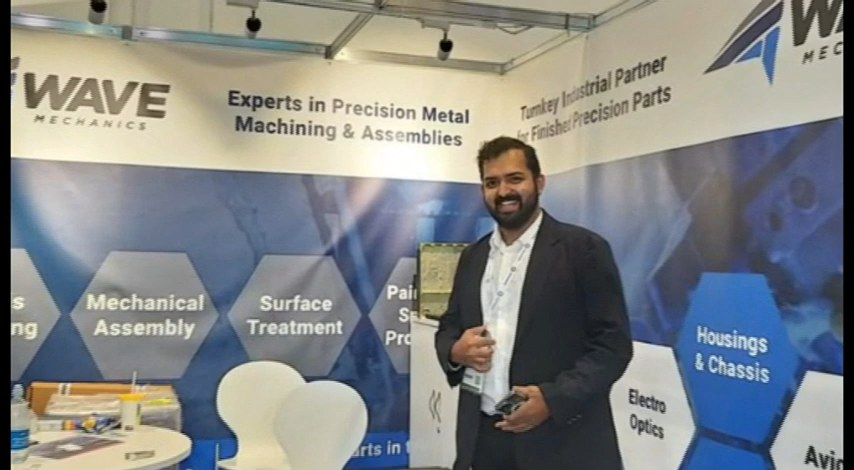 WAVE
MECHANICS
Experts in Precision Metal
Machining & Assemblies
Turnkey Industrial Partner
for Finished Precision Parts
WA
MEC
Mechanical
Assembly
Surface
Treatment
Housings
& Chassis
Electro
Optics